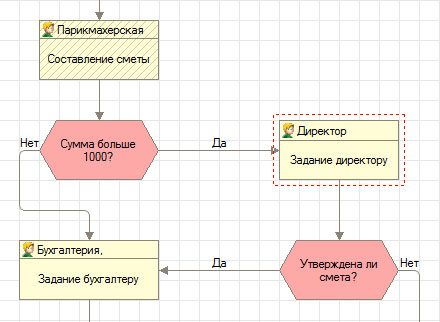 Парикмахерская
Составление сметы
Нет
Сумма больше
1000?
Да
Директор
Задание директору
Бухгалтерия,
Задание бухгалтеру
Да
Утверждена ли
смета?
Нет